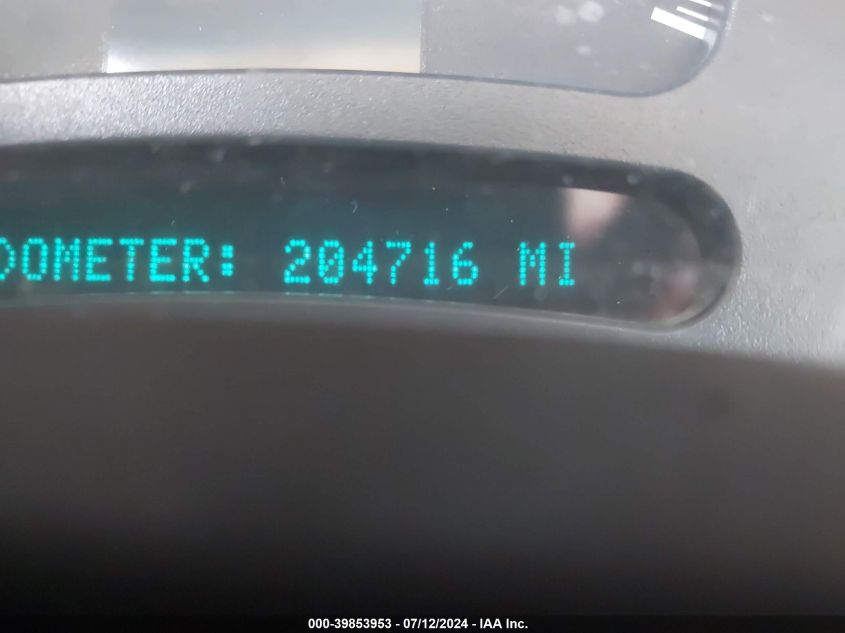 DOMETER: 204716 MI
000-39853953 - 07/12/2024 - IAA Inc.